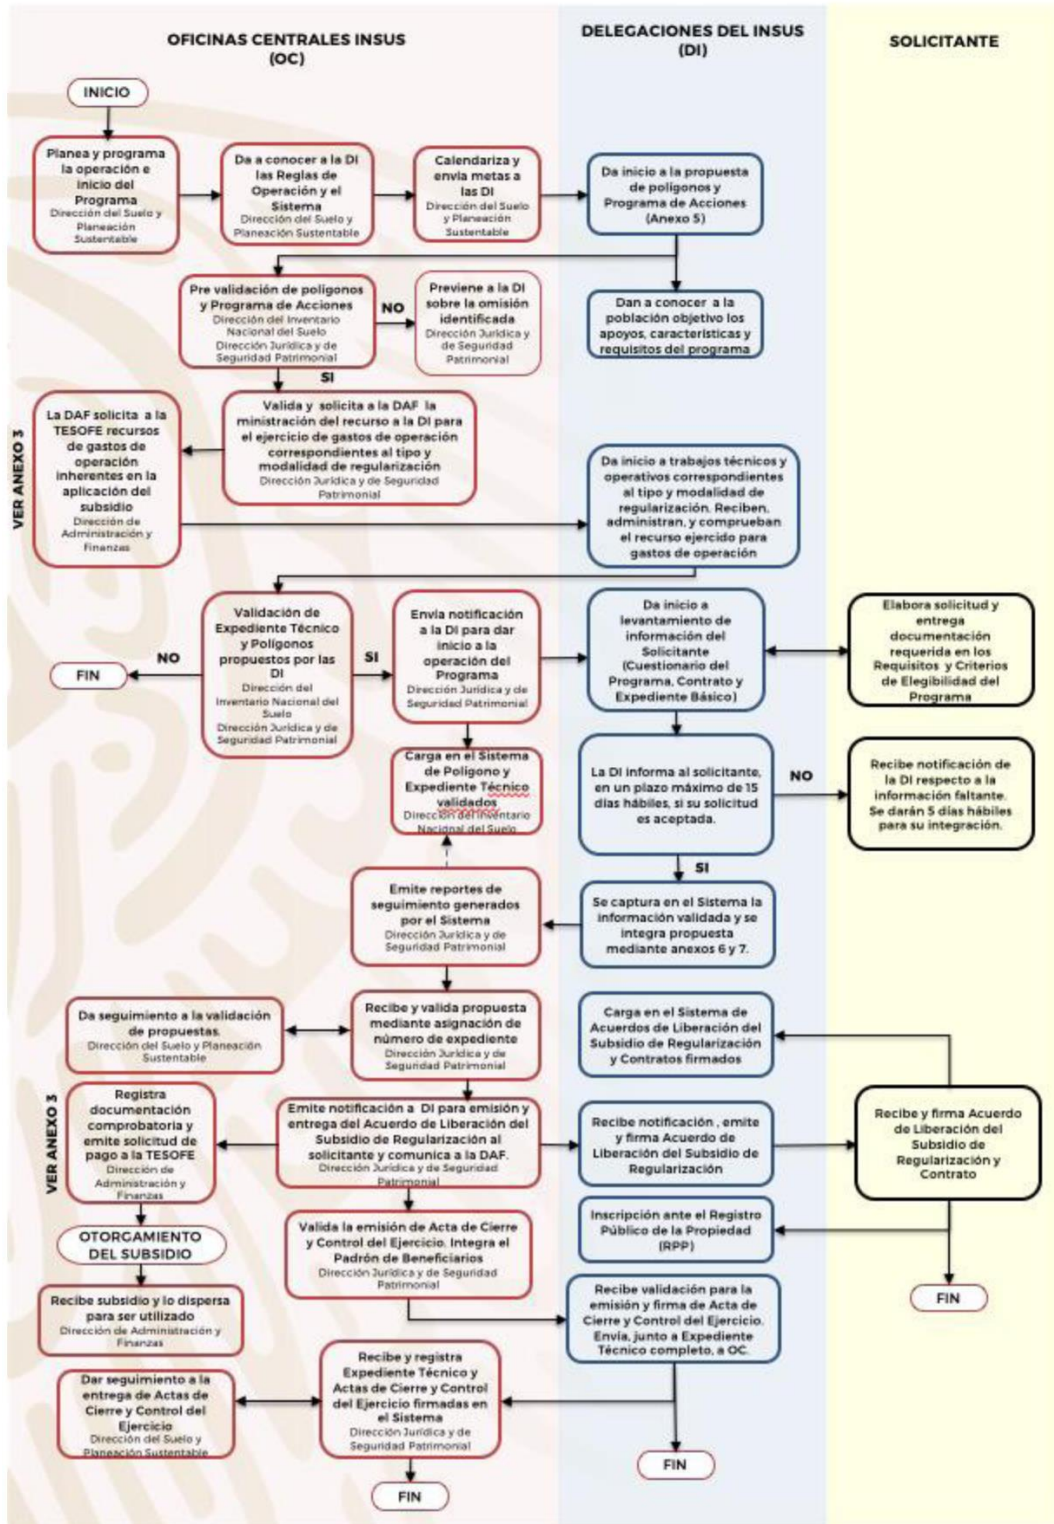 OFICINAS CENTRALES INSUS
(OC)
DELEGACIONES DEL INSUS
(DI)
SOLICITANTE
INICIO
Planea y programa
la operación e
inicio del
Programa
Dirección del Suelo y
Planeación
Sustentable
Da a conocer a la DI
las Reglas de
Operación y el
Sistema
Dirección del Suelo y
Planeación Sustentable
Calendariza y
envía metas a
las DI
Dirección del Suelo
y Planeación
Sustentable
Da inicio a la propuesta
de polígonos y
Programa de Acciones
(Anexo 5)
Pre validación de polígonos
y Programa de Acciones
Dirección del Inventario
Nacional del Suelo
Dirección Jurídica y de
Seguridad Patrimonial
NO
Previene a la DI
sobre la omisión
identificada
Dirección Jurídica y
de Seguridad
Patrimonial
Dan a conocer a la
población objetivo los
apoyos, características y
requisitos del programa
SI
VER ANEXO 3
La DAF solicita a la
TESOFE recursos
de gastos de
operación
inherentes en la
aplicación del
subsidio
Dirección de
Administración y
Finanzas
Valida y solicita a la DAF la
ministración del recurso a la DI para
el ejercicio de gastos de operación
correspondientes al tipo y
modalidad de regularización
Dirección Jurídica y de Seguridad
Patrimonial
Da inicio a trabajos técnicos y
operativos correspondientes
al tipo y modalidad de
regularización. Reciben,
administran, y comprueban
el recurso ejercido para
gastos de operación
FIN
NO
Validación de
Expediente Técnico
y Polígonos
propuestos por las
DI
Dirección del
Inventario Nacional del
Suelo
Dirección Jurídica y de
Seguridad Patrimonial
SI
Envía notificación
a la DI para dar
inicio a la
operación del
Programa
Dirección Jurídica y de
Seguridad Patrimonial
Da inicio a
levantamiento de
información del
Solicitante
(Cuestionario del
Programa, Contrato y
Expediente Básico)
Elabora solicitud y
entrega
documentación
requerida en los
Requisitos y Criterios
de Elegibilidad del
Programa
Carga en el Sistema
de Polígono y
Expediente Técnico
validados
Dirección del Inventario
Nacional del Suelo
La DI informa al solicitante,
en un plazo máximo de 15
días hábiles, si su solicitud
es aceptada.
NO
Recibe notificación de
la DI respecto a la
información faltante.
Se darán 5 días hábiles
para su integración.
SI
Emite reportes de
seguimiento generados
por el Sistema
Dirección Jurídica y de
Seguridad Patrimonial
Se captura en el Sistema la
información validada y se
integra propuesta
mediante anexos 6 y 7.
Da seguimiento a la validación
de propuestas.
Dirección del Suelo y Planeación
Sustentable
Recibe y valida propuesta
mediante asignación de
número de expediente
Dirección Jurídica y de
Seguridad Patrimonial
Carga en el Sistema de
Acuerdos de Liberación del
Subsidio de Regularización
y Contratos firmados
VER ANEXO 3
Registra
documentación
comprobatoria y
emite solicitud de
pago a la TESOFE
Dirección de
Administración y
Finanzas
Emite notificación a DI para emisión y
entrega del Acuerdo de Liberación del
Subsidio de Regularización al
solicitante y comunica a la DAF.
Dirección Jurídica y de Seguridad
Patrimonial
Recibe notificación , emite
y firma Acuerdo de
Liberación del Subsidio de
Regularización
Recibe y firma Acuerdo
de Liberación del
Subsidio de
Regularización y
Contrato
OTORGAMIENTO
DEL SUBSIDIO
Valida la emisión de Acta de Cierre
y Control del Ejercicio. Integra el
Padrón de Beneficiarios
Dirección Jurídica y de Seguridad
Patrimonial
Inscripción ante el Registro
Público de la Propiedad
(RPP)
FIN
Recibe subsidio y lo dispersa
para ser utilizado
Dirección de Administración y
Finanzas
Recibe validación para la
emisión y firma de Acta de
Cierre y Control del Ejercicio.
Envía, junto a Expediente
Técnico completo, a OC.
Dar seguimiento a la
entrega de Actas de
Cierre y Control del
Ejercicio
Dirección del Suelo y
Planeación Sustentable
Recibe y registra
Expediente Técnico y
Actas de Cierre y Control
del Ejercicio firmadas en
el Sistema
Dirección Jurídica y de
Seguridad Patrimonial
FIN
FIN